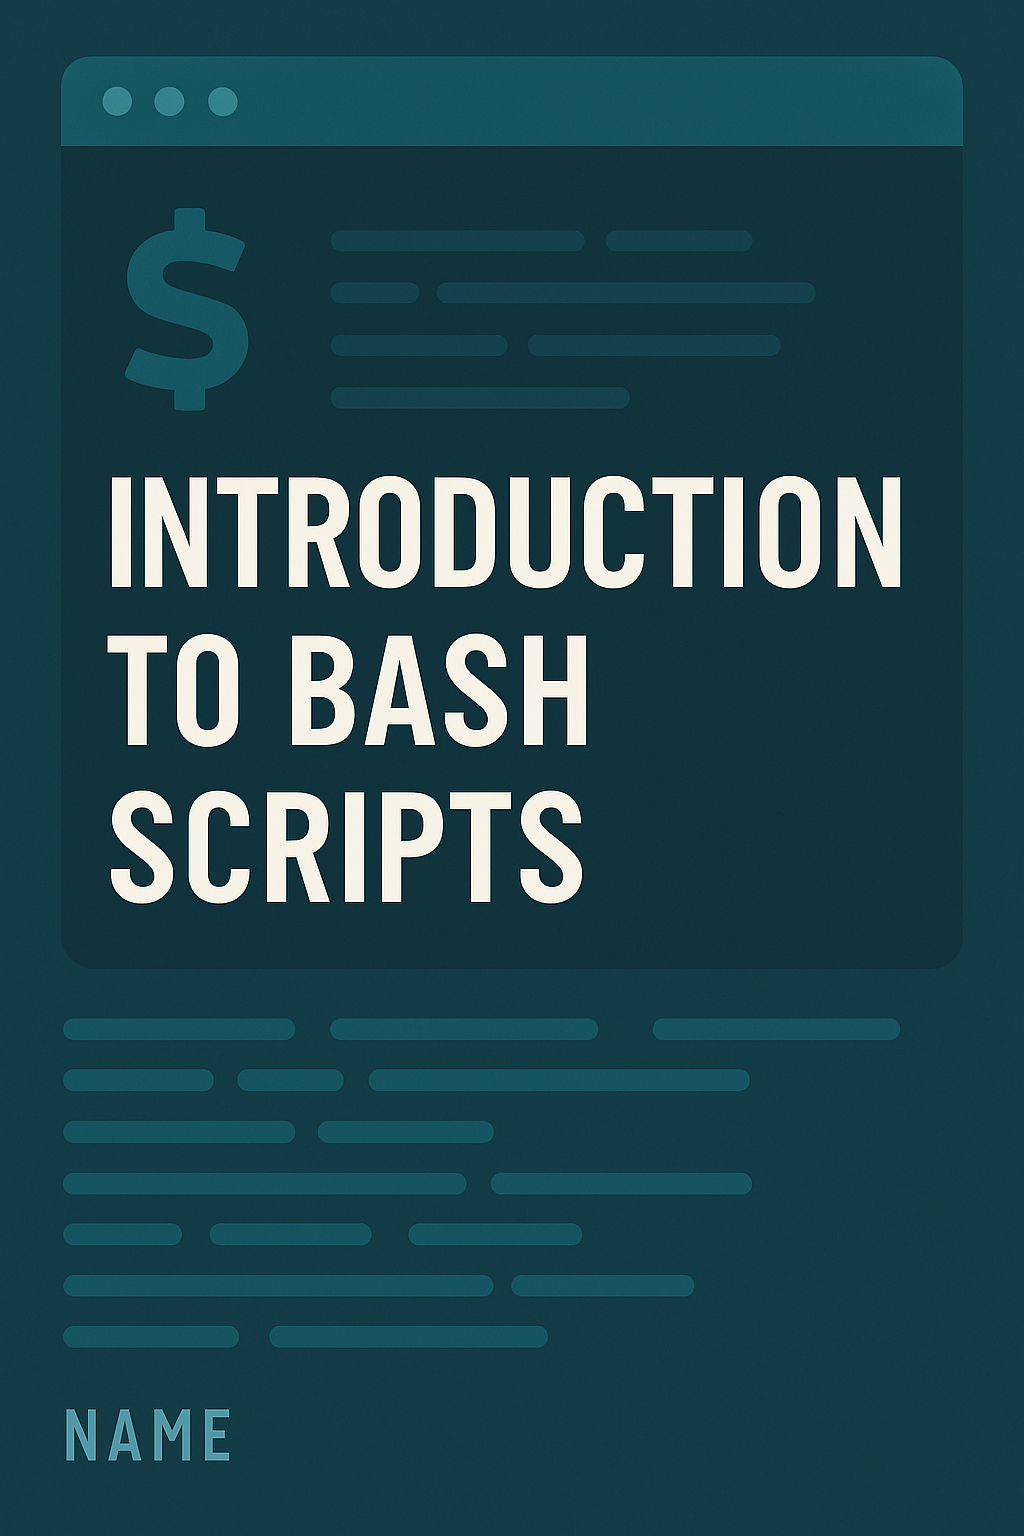 $
INTRODUCTION
TO BASH
SCRIPTS
NAME